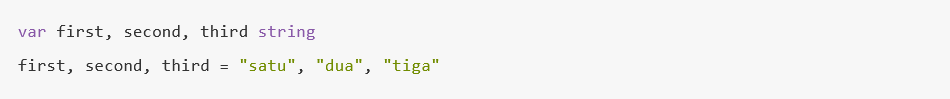 var first, second, third string
first, second, third = "satu", "dua", "tiga"